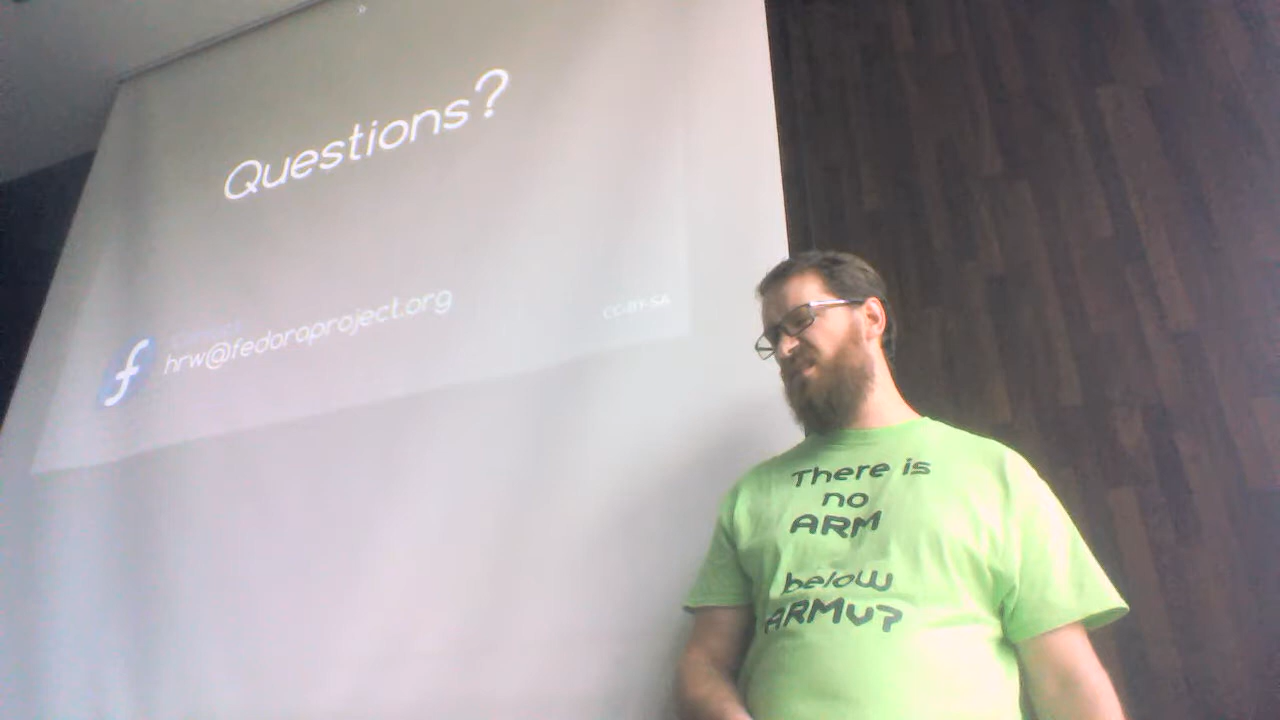 Questions?
hrw@fedoraproject.org
CC-BY-SA
There is
no
ARM
below
ARMv7